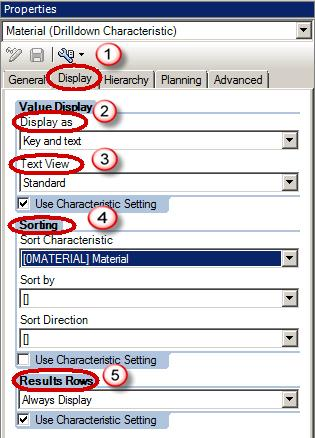 Properties
Material (Drilldown Characteristic)
1
General Display Hierarchy Planning Advanced
Value Display
2
Display as
Key and text
3
Text View
Standard
Use Characteristic Setting
Sorting
4
Sort Characteristic
[0MATERIAL] Material
Sort by
[]
Sort Direction
[]
Use Characteristic Setting
Results Rows
5
Always Display
Use Characteristic Setting